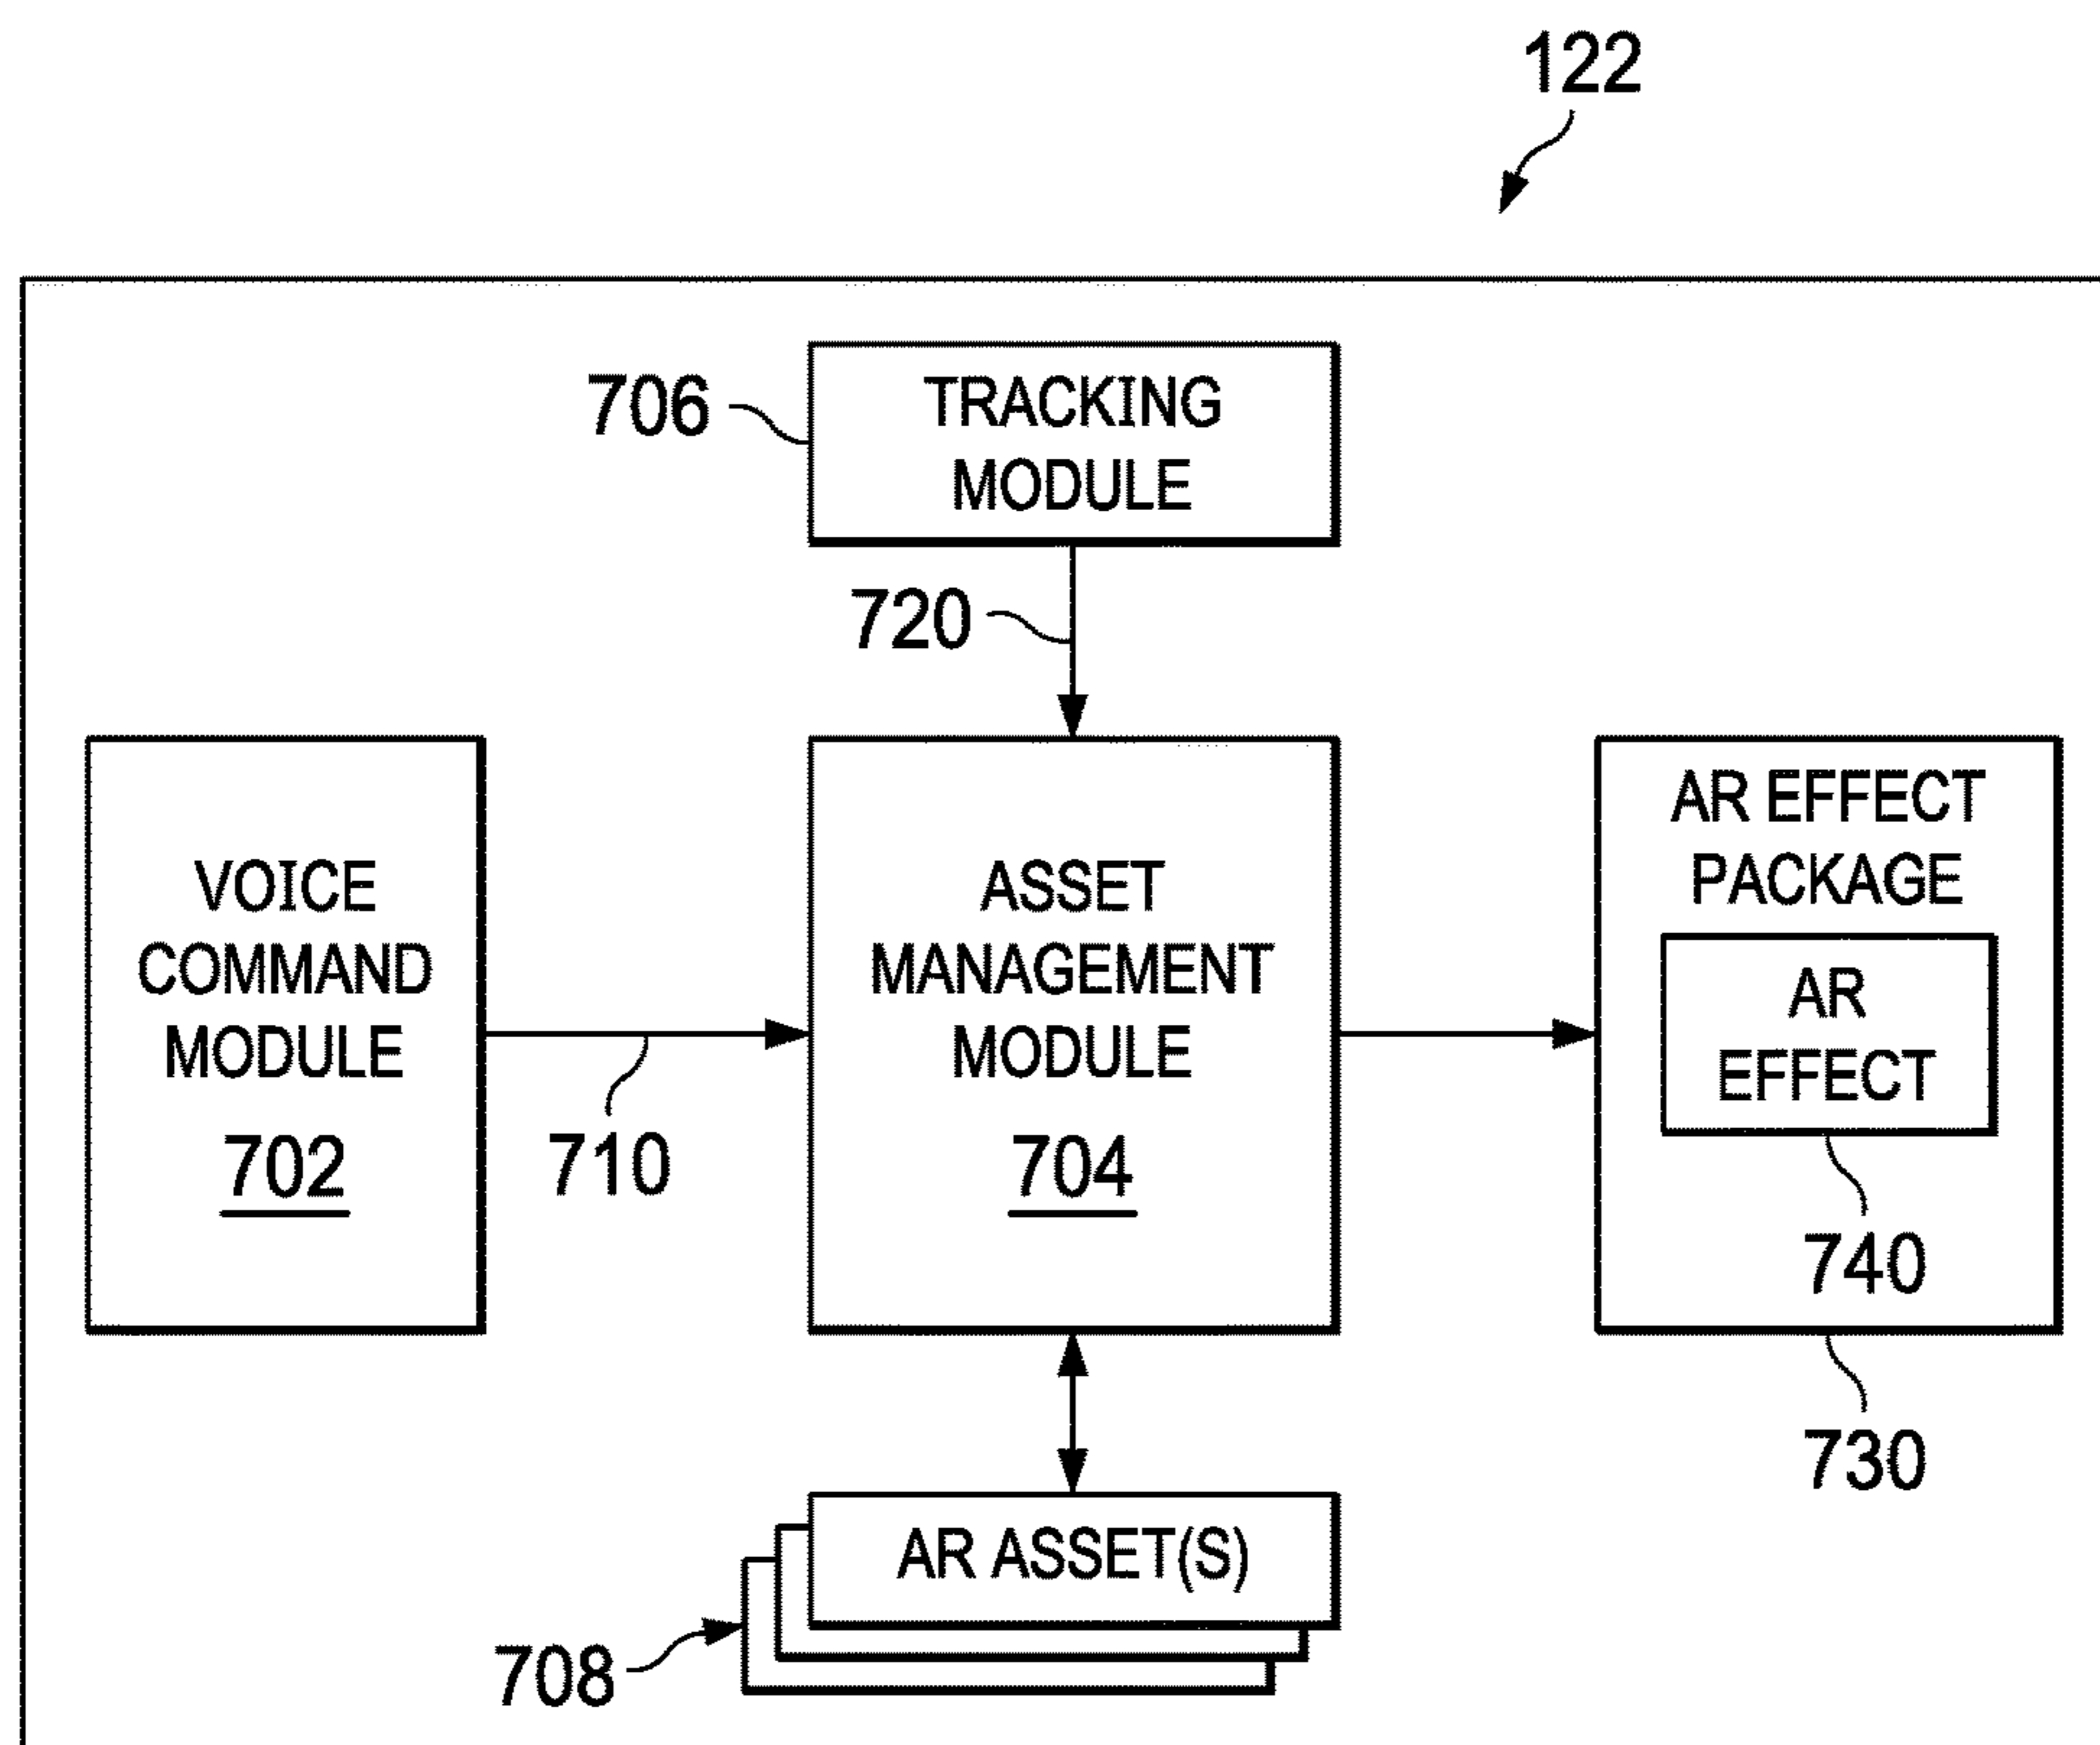 122
706
TRACKING
MODULE
720
VOICE
COMMAND
MODULE
702
710
ASSET
MANAGEMENT
MODULE
704
AR EFFECT
PACKAGE
AR
EFFECT
740
730
AR ASSET(S)
708